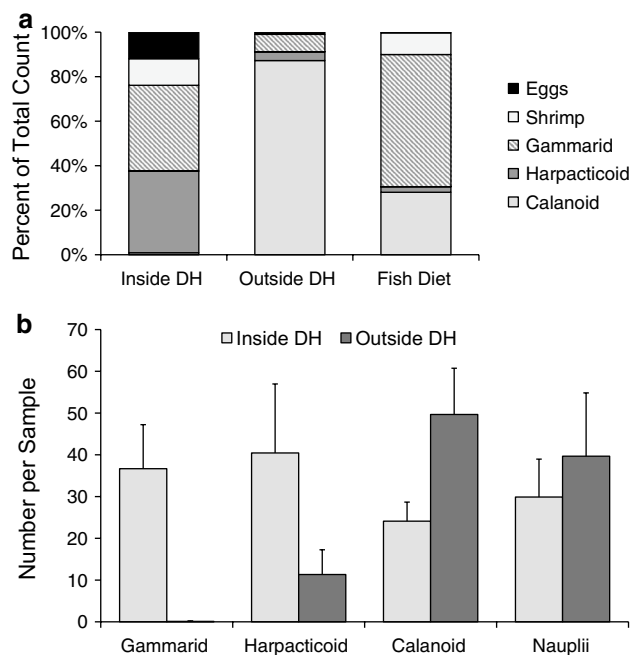 a
Percent of Total Count
100%
80%
60%
40%
20%
0%
Inside DH
Outside DH
Fish Diet
Eggs
Shrimp
Gammarid
Harpacticoid
Calanoid
b
Number per Sample
70
60
50
40
30
20
10
0
Inside DH
Outside DH
Gammarid
Harpacticoid
Calanoid
Nauplii